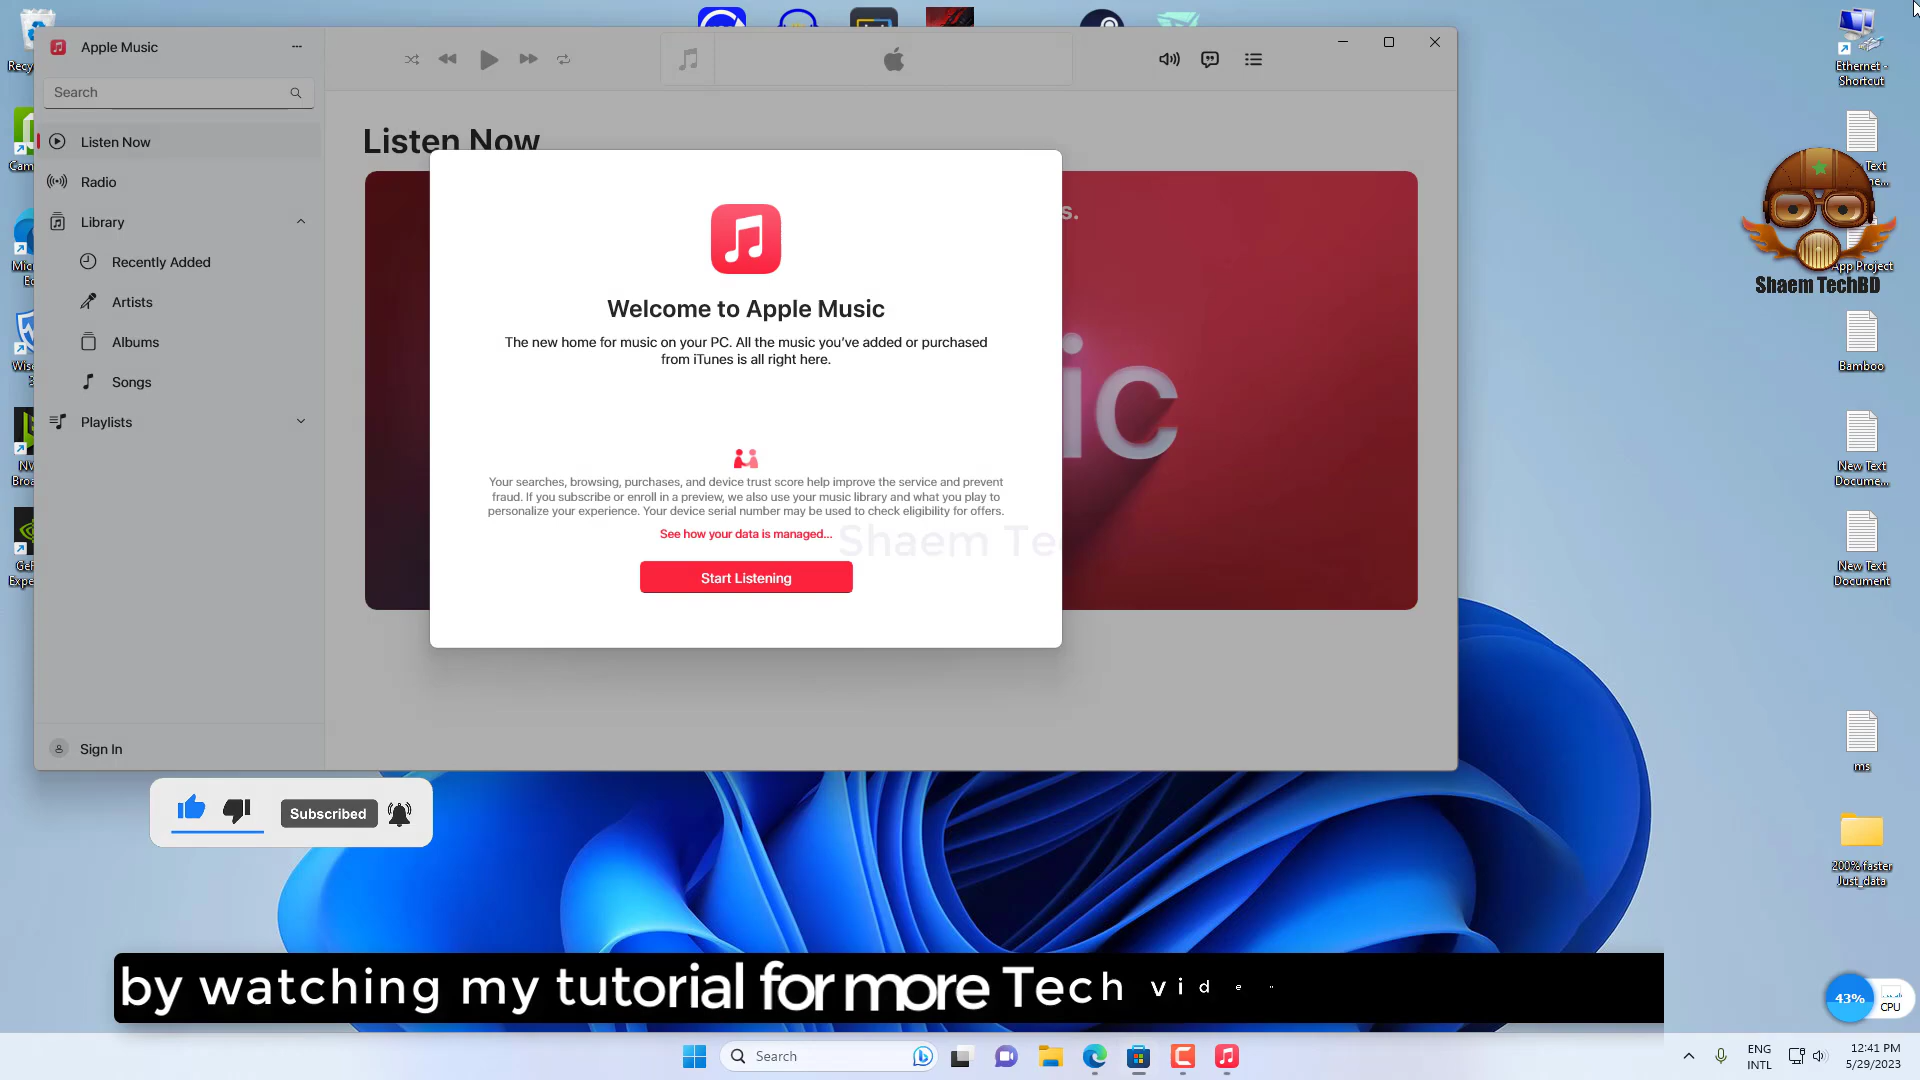 Apple Music
Search
Listen Now
Radio
Library
Recently Added
Artists
Albums
Songs
Playlists
Sign In
Listen Now
s.
ic
Welcome to Apple Music
The new home for music on your PC. All the music you've added or purchased
from iTunes is all right here.
Your searches, browsing, purchases, and device trust score help improve the service and prevent
fraud. If you subscribe or enroll in a preview, we also use your music library and what you play to
personalize your experience. Your device serial number may be used to check eligibility for offers.
See how your data is managed...
Shaem Te
Start Listening
Subscribed
by watching my tutorial for more Tech vide
Ethernet -
Shortcut
Text
App Project
Shaem TechBD
Bamboo
New Text
Docume...
New Text
Document
ms
200% faster
Just_data
43%
CPU
Search
ENG
INTL
12:41 PM
5/29/2023